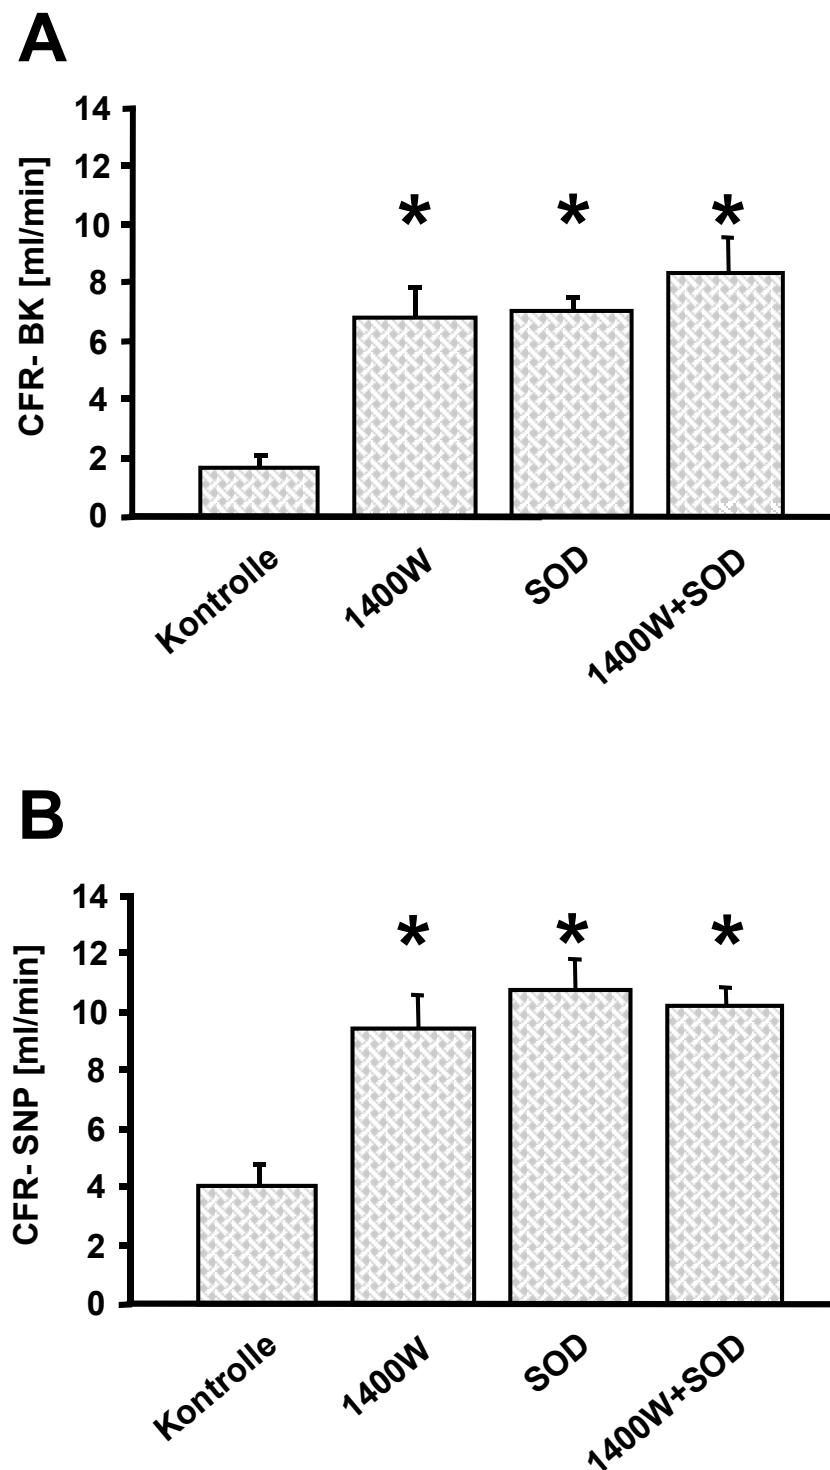 A
CFR- BK [ml/min]
14
12
10
8
6
4
2
0
* * *
Kontrolle
1400W
SOD
1400W+SOD
B
CFR- SNP [ml/min]
14
12
10
8
6
4
2
0
* * *
Kontrolle
1400W
SOD
1400W+SOD